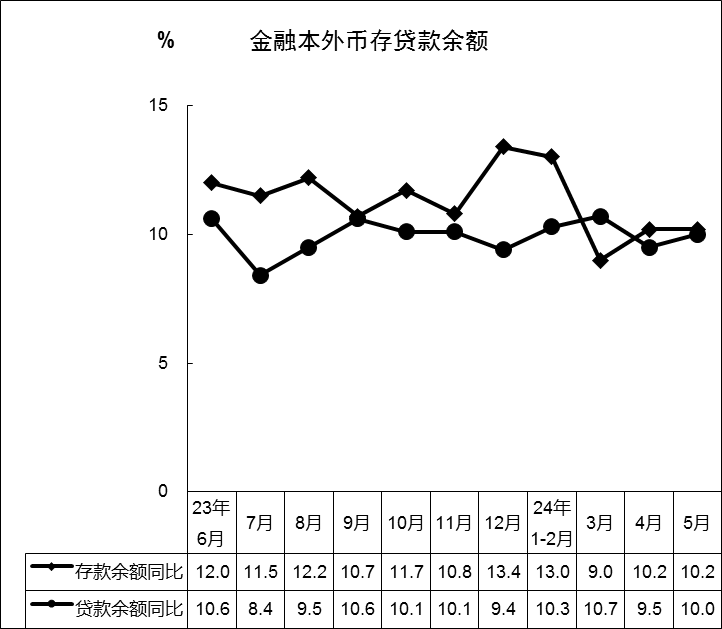 % 金融本外币存贷款余额
15
10
5
0
23年6月 7月 8月 9月 10月 11月 12月 24年1-2月 3月 4月 5月
存款余额同比 12.0 11.5 12.2 10.7 11.7 10.8 13.4 13.0 9.0 10.2 10.2
贷款余额同比 10.6 8.4 9.5 10.6 10.1 10.1 9.4 10.3 10.7 9.5 10.0